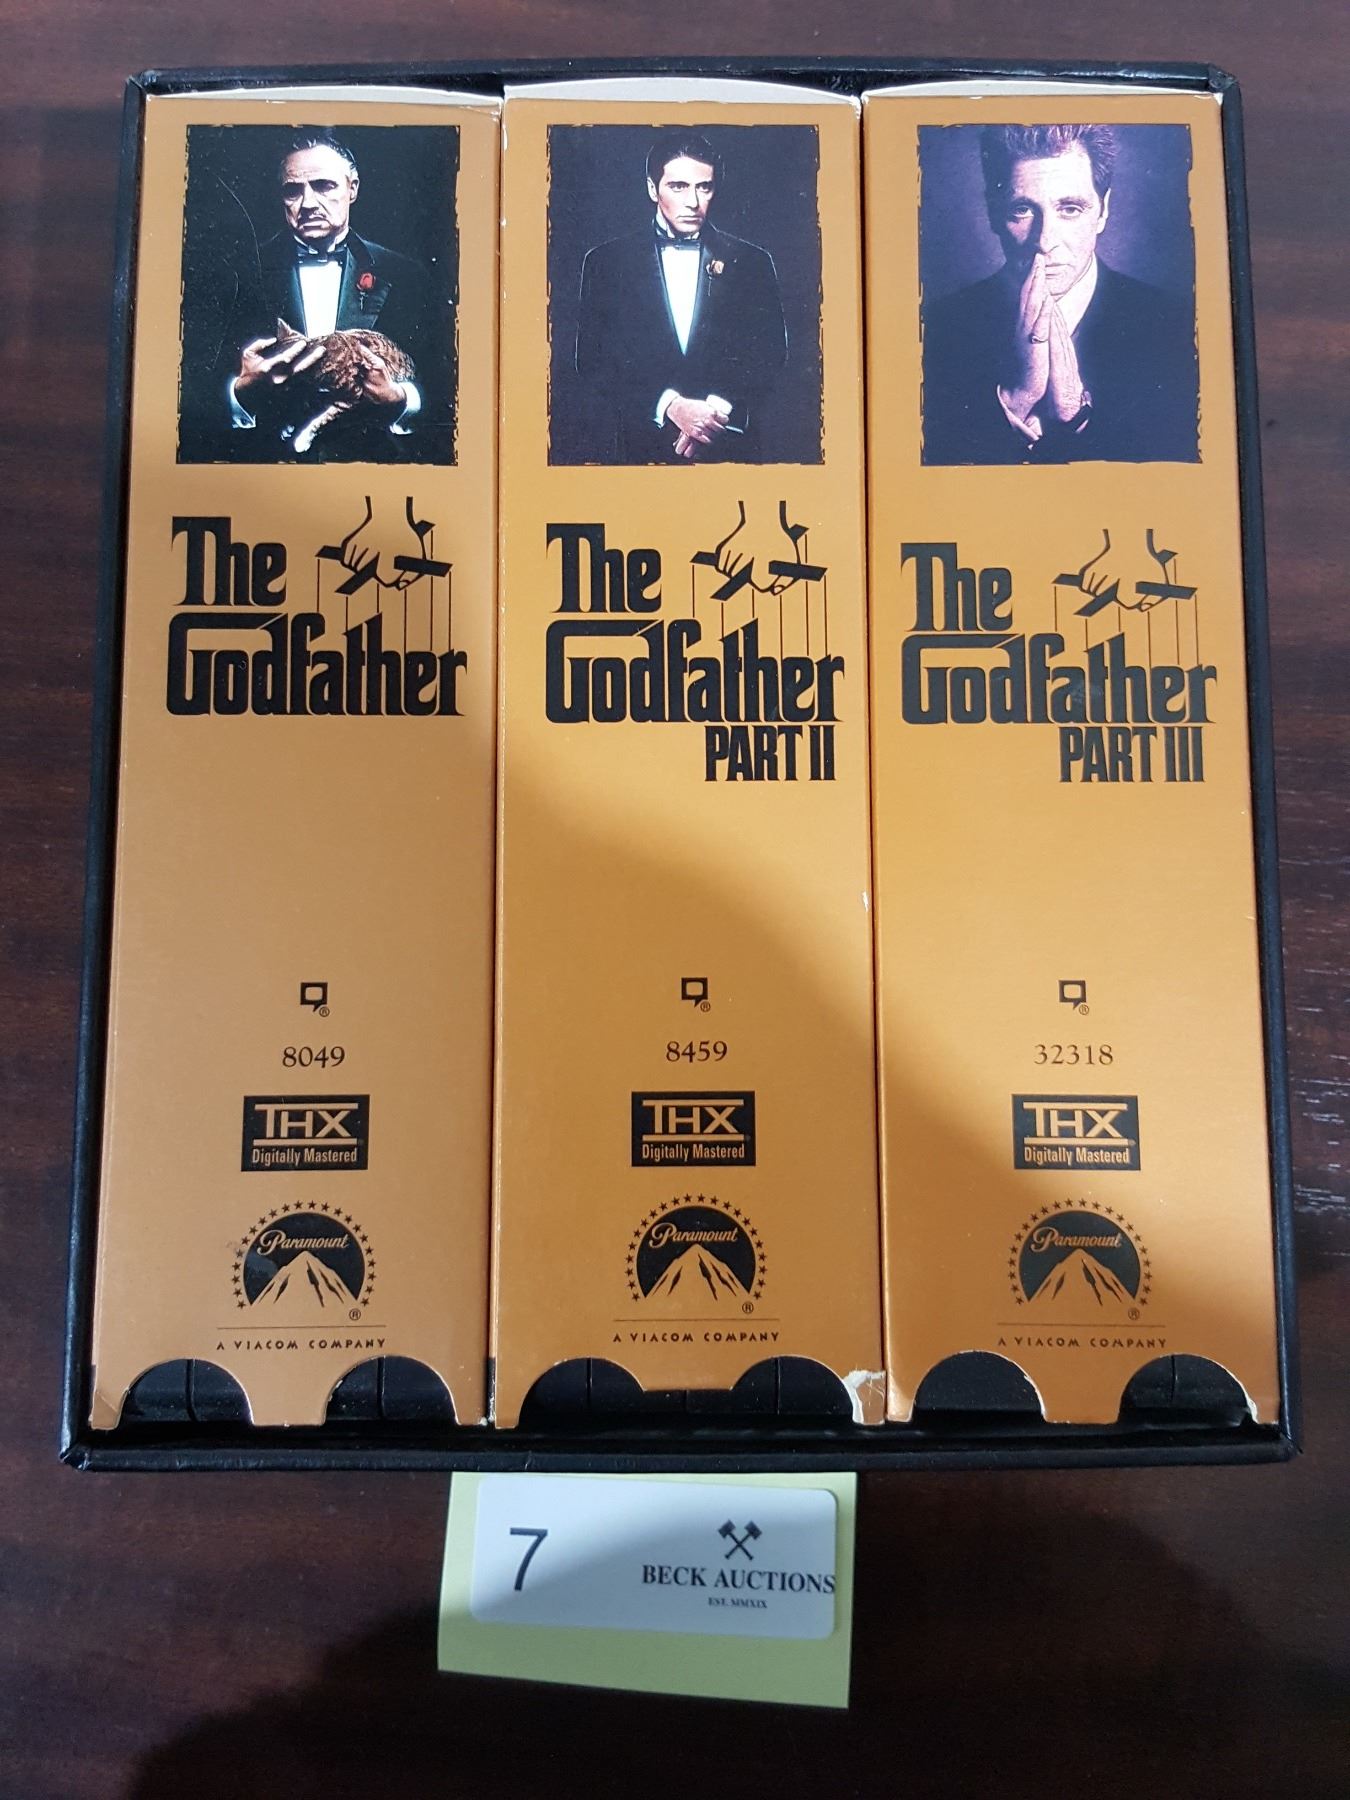 The
Godfather
8049
THX
Digitally Mastered
Paramount
®
A VIACOM COMPANY
The
Godfather
PART II
8459
THX
Digitally Mastered
Paramount
®
A VIACOM COMPANY
The
Godfather
PART III
32318
THX
Digitally Mastered
Paramount
®
A VIACOM COMPANY
7
BECK AUCTIONS
EST. MMXIX